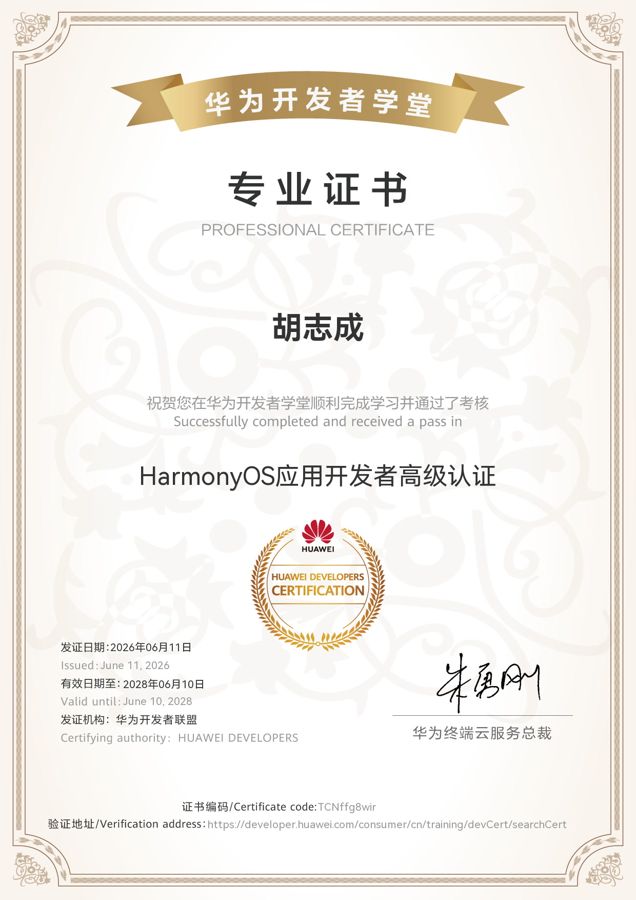 华为开发者学堂
专业证书
PROFESSIONAL CERTIFICATE
胡志成
祝贺您在华为开发者学堂顺利完成学习并通过了考核
Successfully completed and received a pass in
HarmonyOS应用开发者高级认证
HUAWEI
HUAWEI DEVELOPERS
CERTIFICATION
发证日期:2026年06月11日
Issued:June 11, 2026
有效日期至: 2028年06月10日
Valid until:June 10, 2028
发证机构：华为开发者联盟
Certifying authority：HUAWEI DEVELOPERS
朱勇刚
华为终端云服务总裁
证书编码/Certificate code:TCNffg8wir
验证地址/Verification address：https://developer.huawei.com/consumer/cn/training/devCert/searchCert